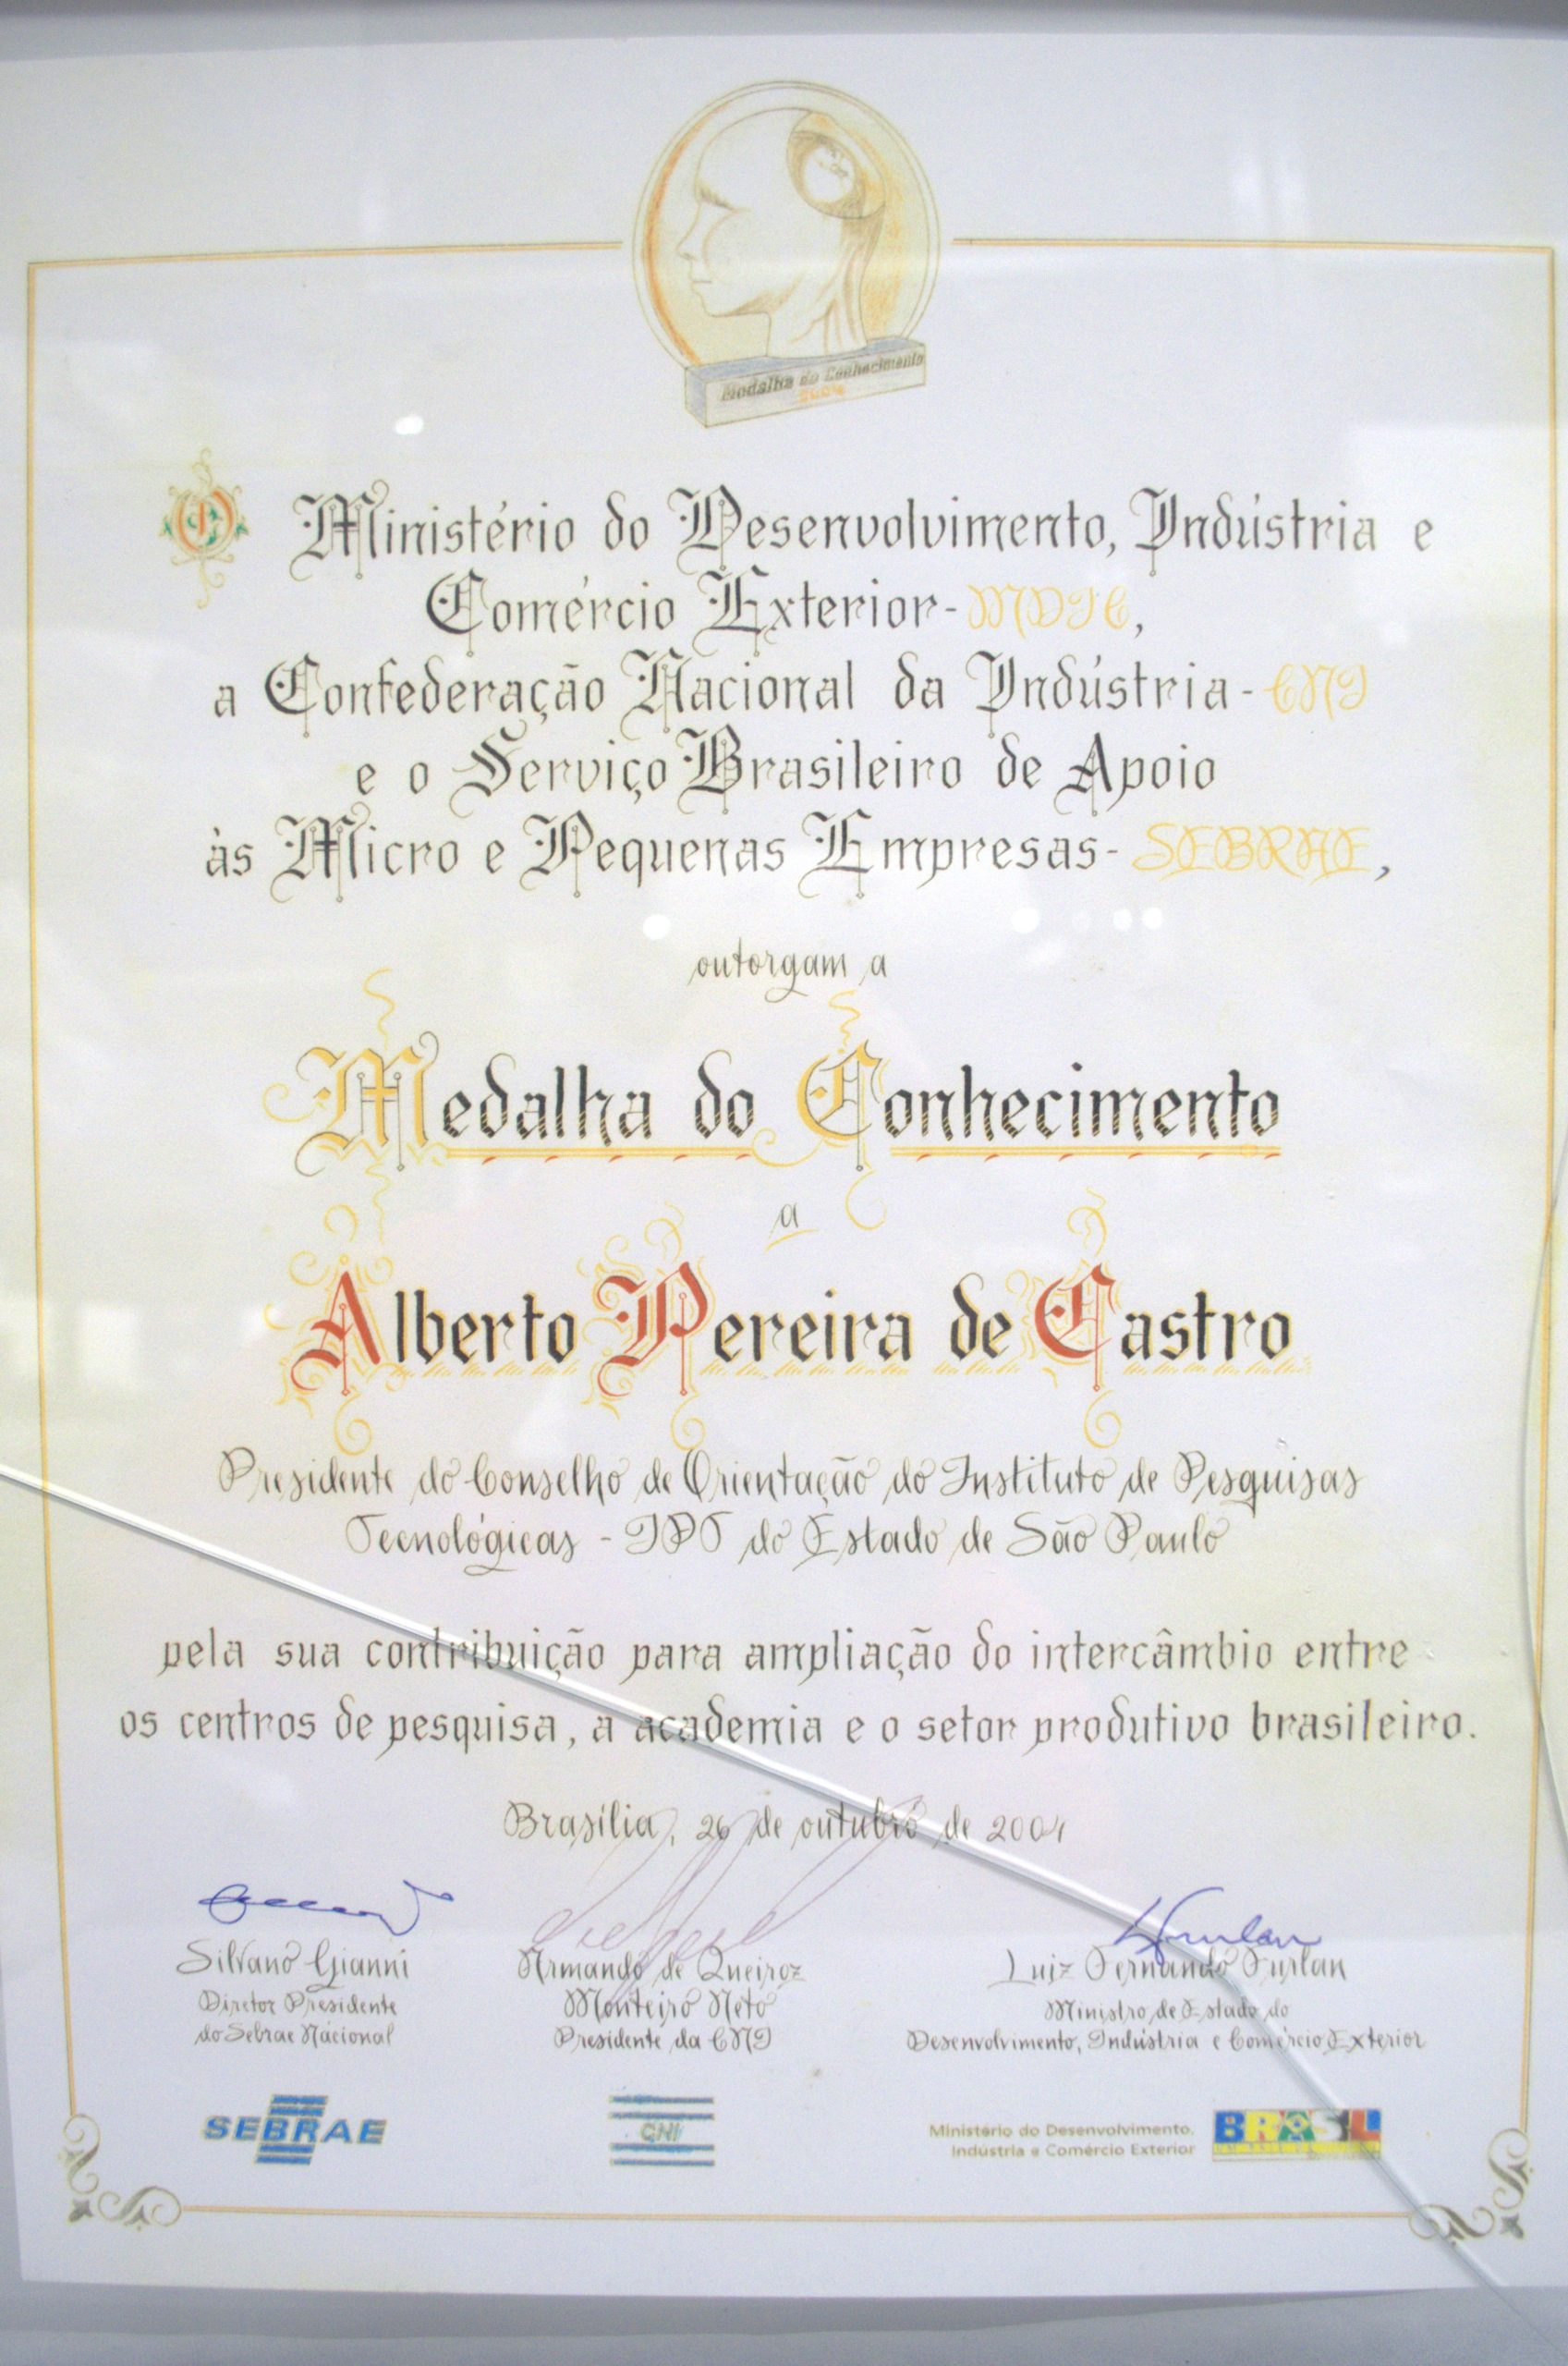 Medalha do Conhecimento
2004
O Ministério do Desenvolvimento, Indústria e
Comércio Exterior - MDIC,
a Confederação Nacional da Indústria - CNI
e o Serviço Brasileiro de Apoio
às Micro e Pequenas Empresas - SEBRAE,
outorgam a
Medalha do Conhecimento
a
Alberto Pereira de Castro
Presidente do Conselho de Orientação do Instituto de Pesquisas
Tecnológicas - IPT do Estado de São Paulo
pela sua contribuição para ampliação do intercâmbio entre
os centros de pesquisa, a academia e o setor produtivo brasileiro.
Brasília, 26 de outubro de 2004
Silvano Gianni
Diretor Presidente
do Sebrae Nacional
Armando de Queiroz
Monteiro Neto
Presidente da CNI
Luiz Fernando Furlan
Ministro de Estado do
Desenvolvimento, Indústria e Comércio Exterior
SEBRAE
CNI
Ministério do Desenvolvimento,
Indústria e Comércio Exterior
BRASIL